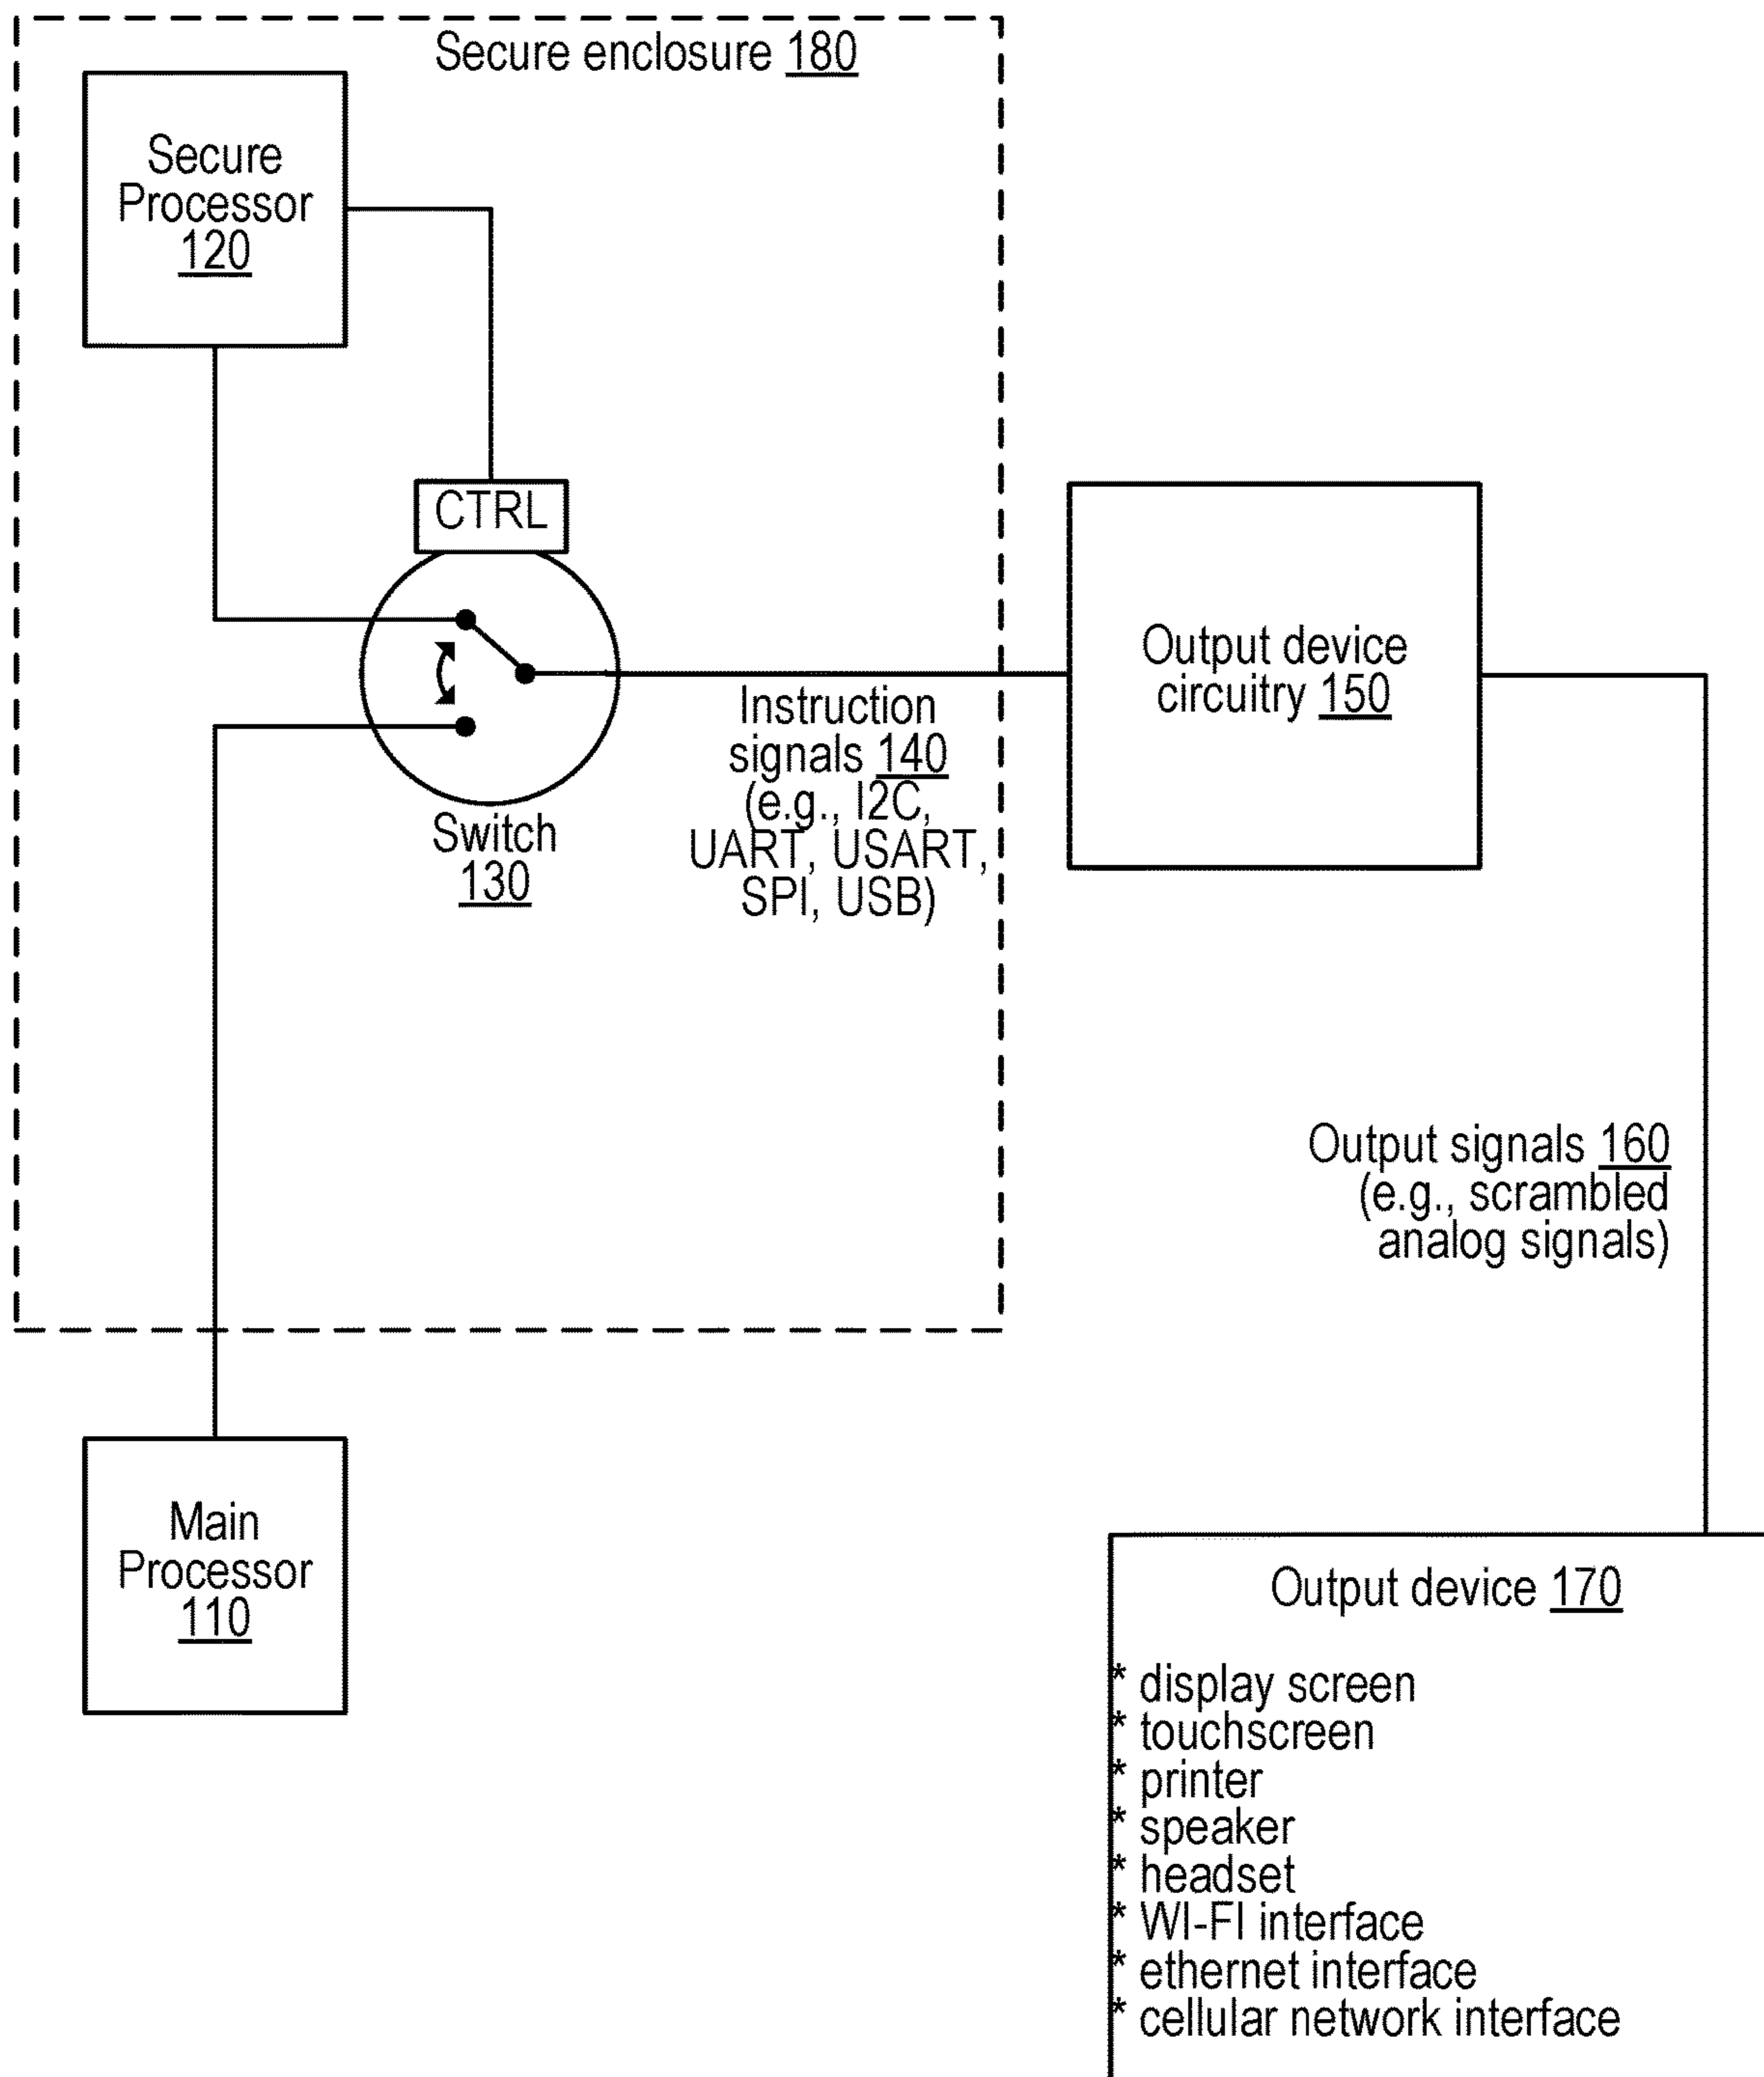 Secure enclosure 180
Secure
Processor
120
CTRL
Switch
130
Instruction
signals 140
(e.g., I2C,
UART, USART,
SPI, USB)
Output device
circuitry 150
Output signals 160
(e.g., scrambled
analog signals)
Main
Processor
110
Output device 170
* display screen
* touchscreen
* printer
* speaker
* headset
* WI-FI interface
* ethernet interface
* cellular network interface